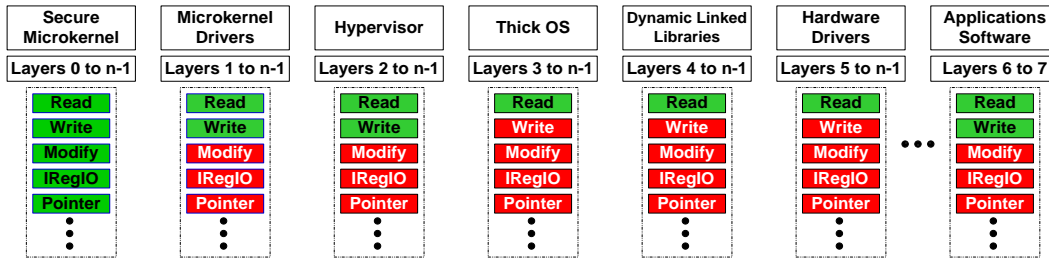 Secure
Microkernel
Layers 0 to n-1
Read
Write
Modify
IRegIO
Pointer
Microkernel
Drivers
Layers 1 to n-1
Read
Write
Modify
IRegIO
Pointer
Hypervisor
Layers 2 to n-1
Read
Write
Modify
IRegIO
Pointer
Thick OS
Layers 3 to n-1
Read
Write
Modify
IRegIO
Pointer
Dynamic Linked
Libraries
Layers 4 to n-1
Read
Write
Modify
IRegIO
Pointer
Hardware
Drivers
Layers 5 to n-1
Read
Write
Modify
IRegIO
Pointer
Applications
Software
Layers 6 to 7
Read
Write
Modify
IRegIO
Pointer